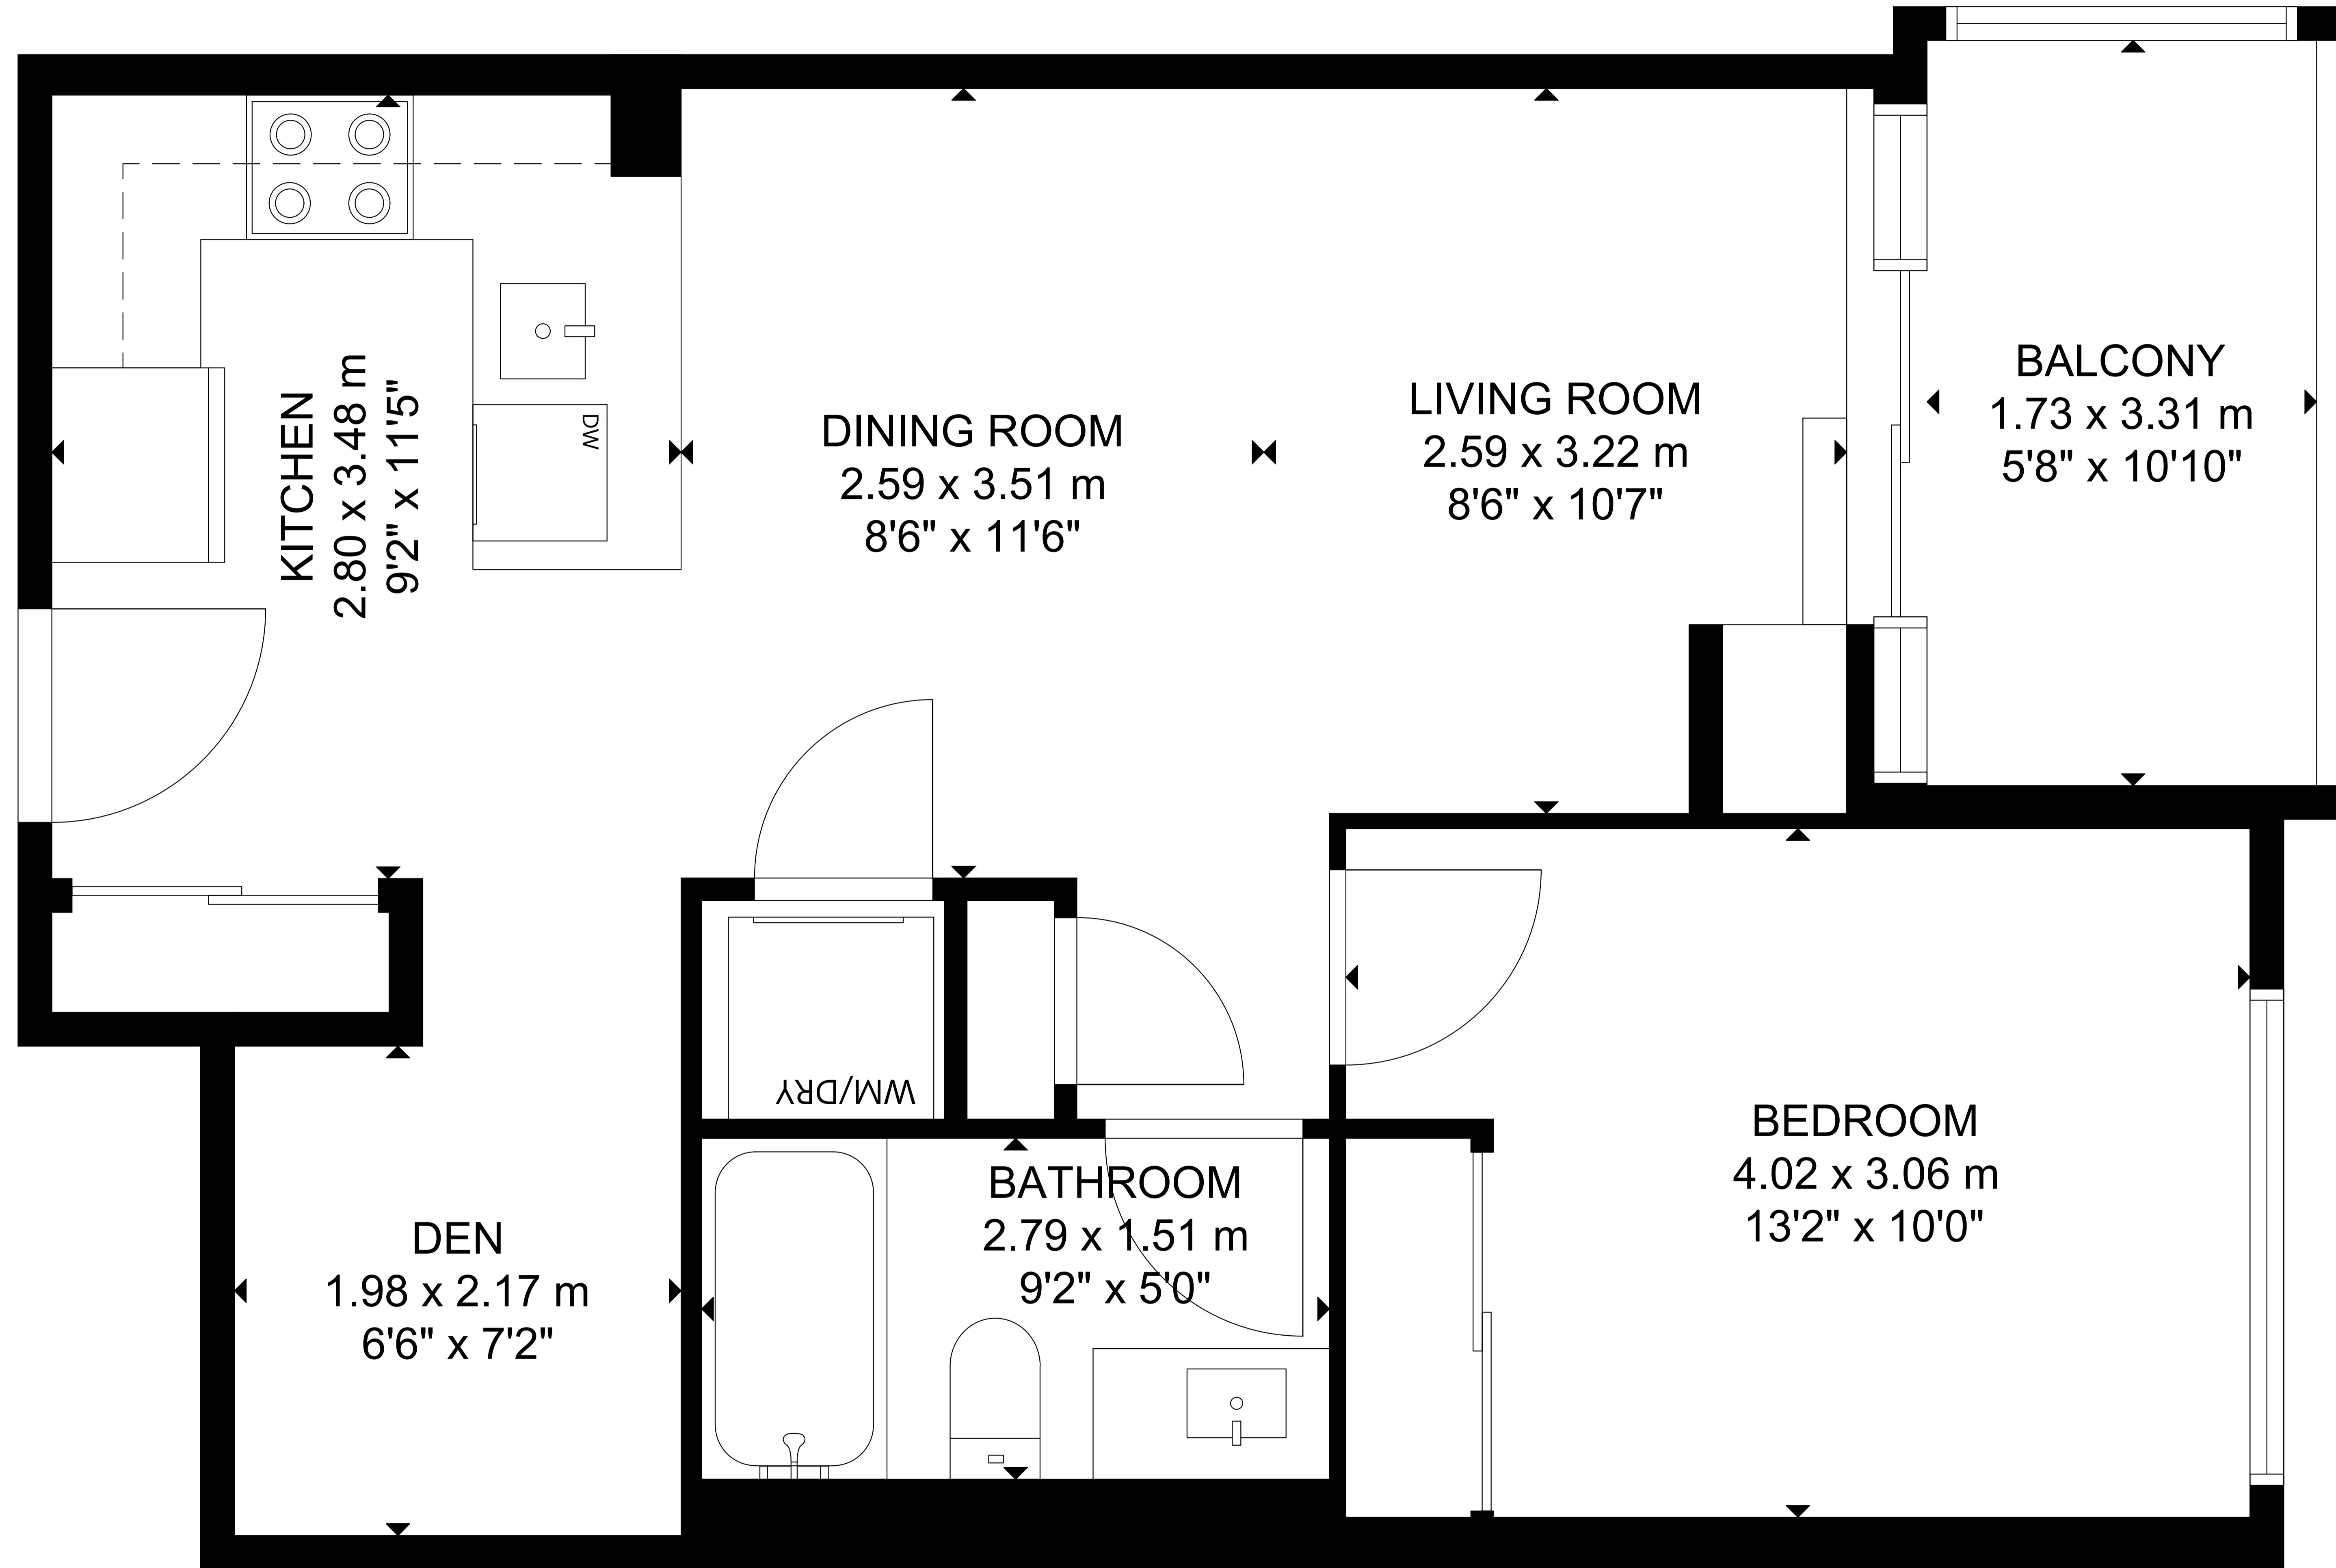 KITCHEN
2.80 x 3.48 m
9'2" x 11'5"
DW
DINING ROOM
2.59 x 3.51 m
8'6" x 11'6"
LIVING ROOM
2.59 x 3.22 m
8'6" x 10'7"
BALCONY
1.73 x 3.31 m
5'8" x 10'10"
WM/DRY
DEN
1.98 x 2.17 m
6'6" x 7'2"
BATHROOM
2.79 x 1.51 m
9'2" x 5'0"
BEDROOM
4.02 x 3.06 m
13'2" x 10'0"